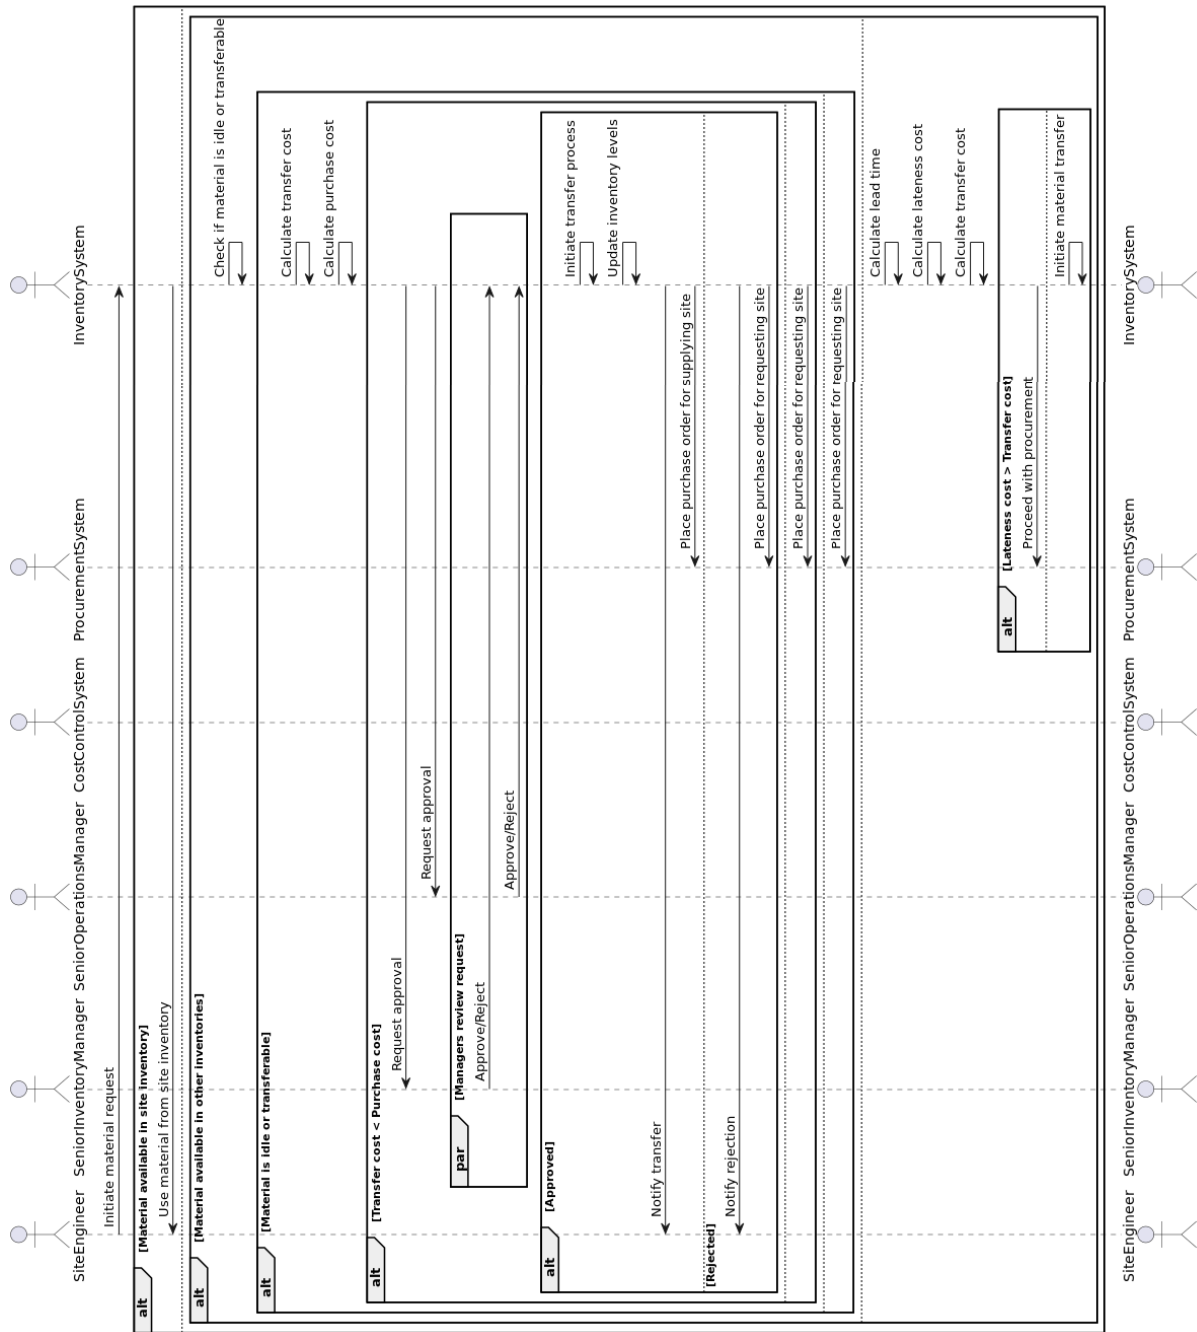 SiteEngineer
SeniorInventoryManager
SeniorOperationsManager
CostControlSystem
ProcurementSystem
InventorySystem
Initiate material request
alt
[Material available in site inventory]
Use material from site inventory
alt
[Material available in other inventories]
Check if material is idle or transferable
alt
[Material is idle or transferable]
Calculate transfer cost
Calculate purchase cost
alt
[Transfer cost < Purchase cost]
Request approval
Request approval
par
[Managers review request]
Approve/Reject
Approve/Reject
alt
[Approved]
Initiate transfer process
Update inventory levels
Notify transfer
Place purchase order for supplying site
[Rejected]
Notify rejection
Place purchase order for requesting site
Place purchase order for requesting site
Place purchase order for requesting site
Calculate lead time
Calculate lateness cost
Calculate transfer cost
alt
[Lateness cost > Transfer cost]
Proceed with procurement
Initiate material transfer
SiteEngineer
SeniorInventoryManager
SeniorOperationsManager
CostControlSystem
ProcurementSystem
InventorySystem